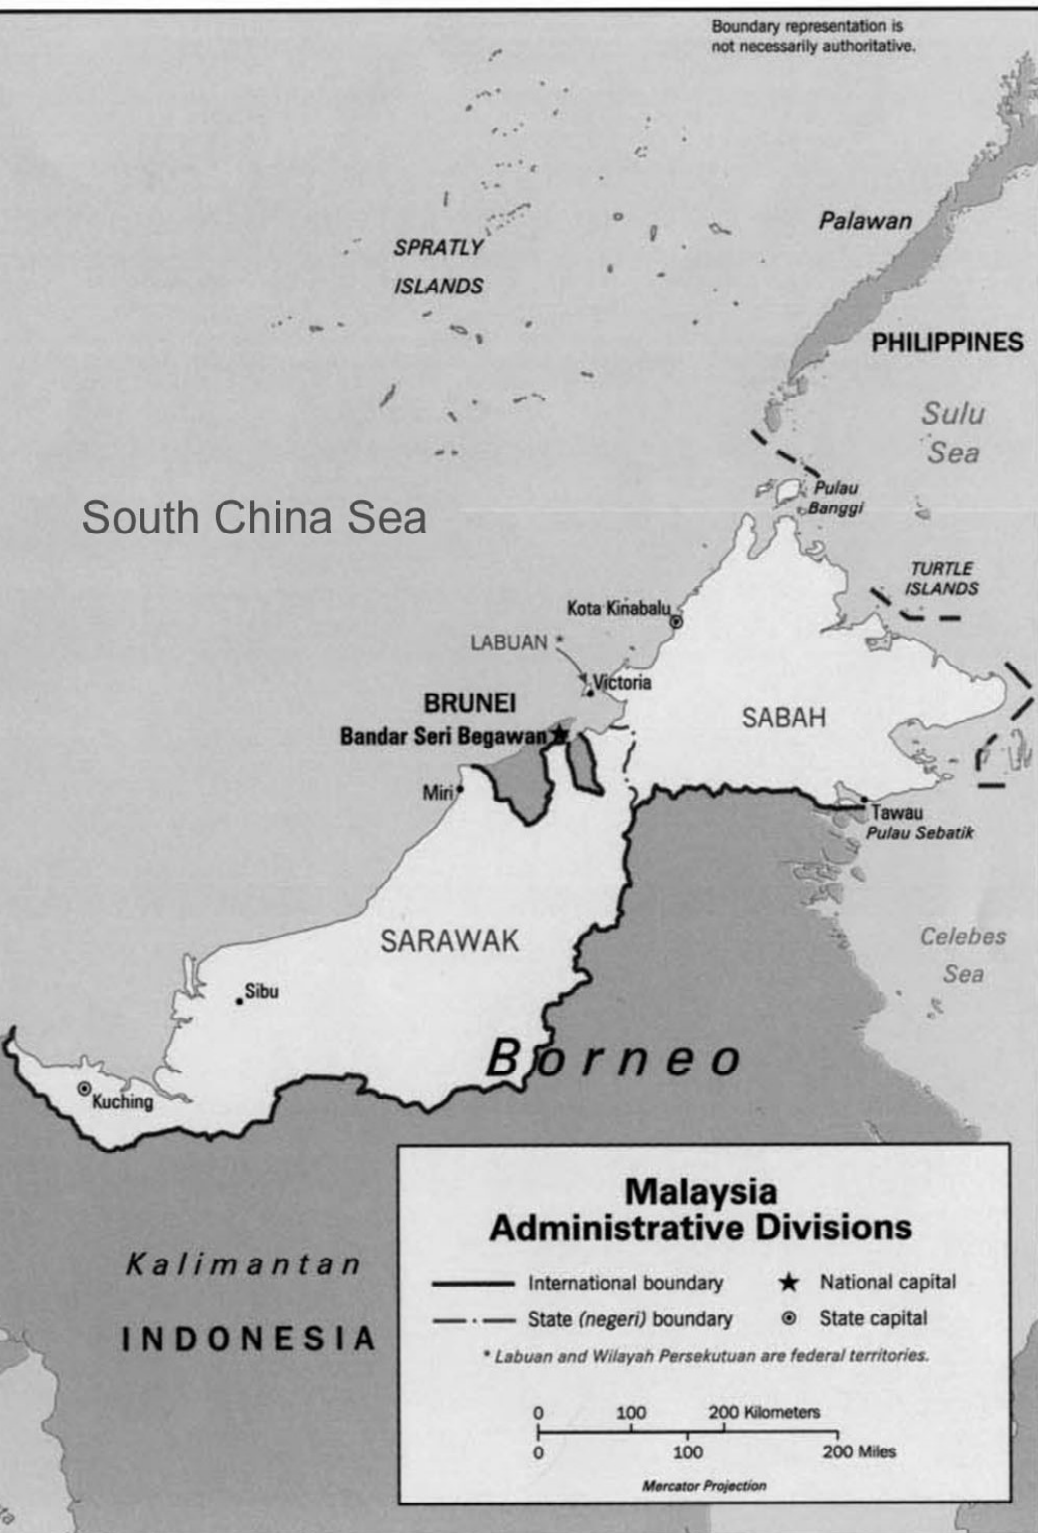 Boundary representation is
not necessarily authoritative.
Palawan
SPRATLY
ISLANDS
PHILIPPINES
Sulu
Sea
Pulau
Banggi
South China Sea
TURTLE
ISLANDS
Kota Kinabalu
LABUAN *
Victoria
BRUNEI
SABAH
Bandar Seri Begawan
Miri
Tawau
Pulau Sebatik
SARAWAK
Celebes
Sea
Sibu
Borneo
Kuching
Malaysia
Administrative Divisions
International boundary
National capital
State (negeri) boundary
State capital
* Labuan and Wilayah Persekutuan are federal territories.
0 100 200 Kilometers
0 100 200 Miles
Mercator Projection
Kalimantan
INDONESIA